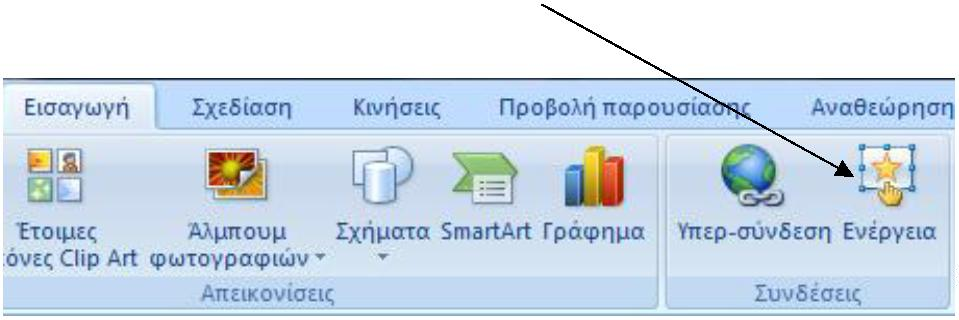 Εισαγωγή Σχεδίαση Κινήσεις Προβολή παρουσίασης Αναθεώρηση
Έτοιμες Άλμπουμ Σχήματα SmartArt Γράφημα Υπερ-σύνδεση Ενέργεια
όνες Clip Art φωτογραφιών
Απεικονίσεις Συνδέσεις